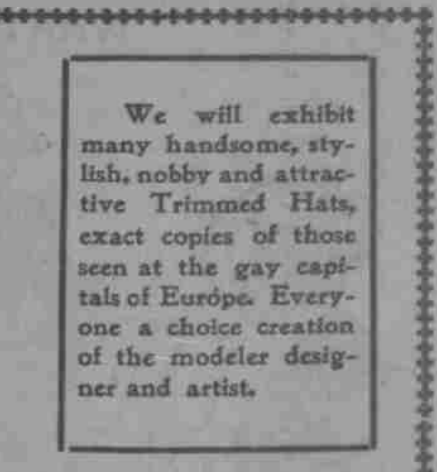 We will exhibit
many handsome, sty-
lish, nobby and attrac-
tive Trimmed Hats,
exact copies of those
seen at the gay capi-
tals of Europe. Every-
one a choice creation
of the modeler desig-
ner and artist.